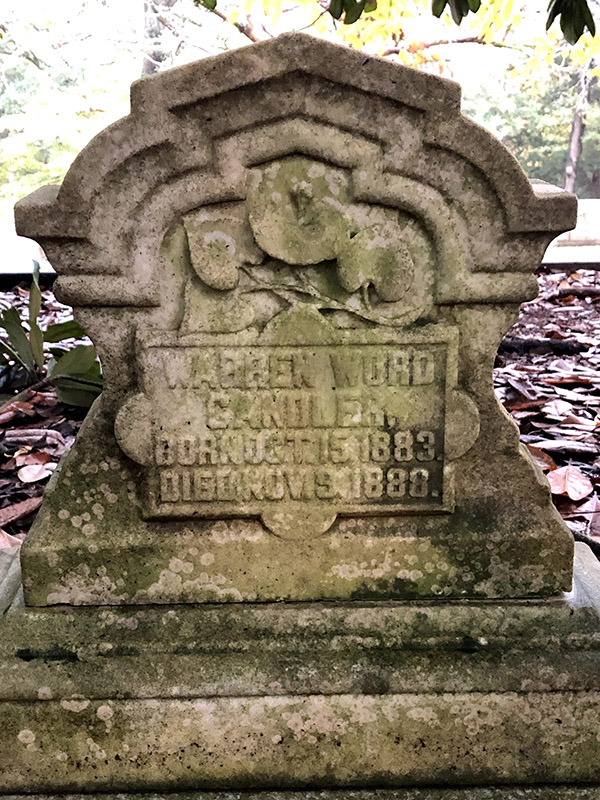 WARREN WORD
CANDLER,
BORN OCT. 15, 1883.
DIED NOV. 9, 1888.